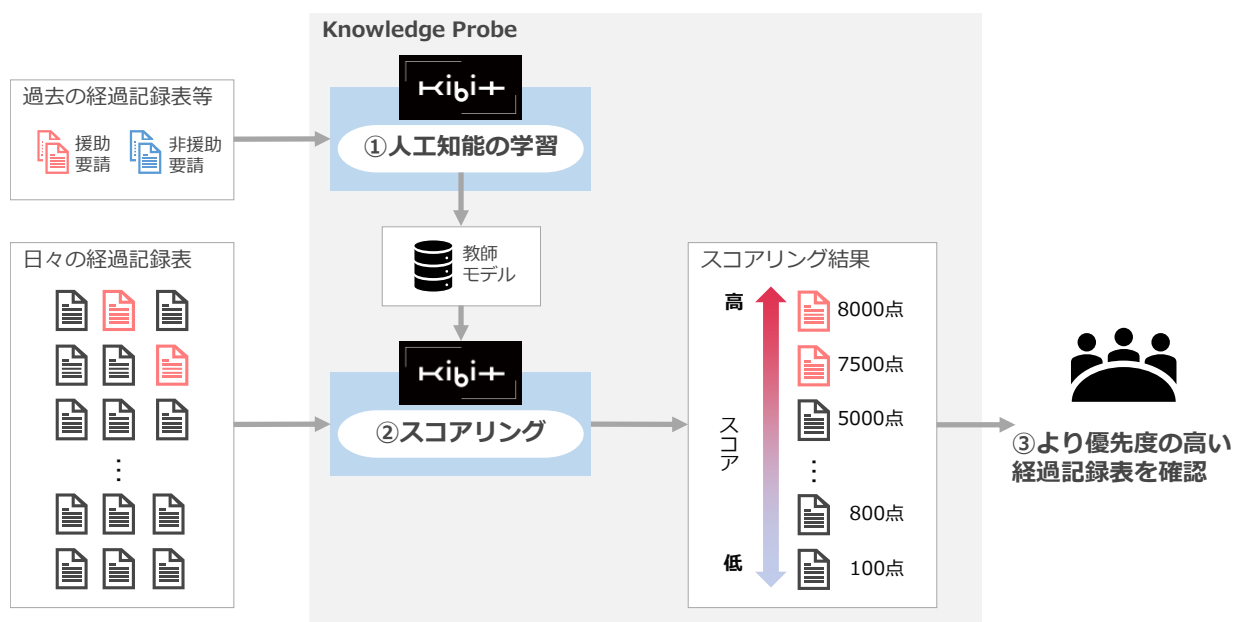 Knowledge Probe
過去の経過記録表等
援助
要請
非援助
要請
kibit
①人工知能の学習
教師
モデル
日々の経過記録表
⋮
kibit
②スコアリング
スコアリング結果
高
8000点
7500点
スコア
5000点
⋮
800点
低
100点
③より優先度の高い
経過記録表を確認